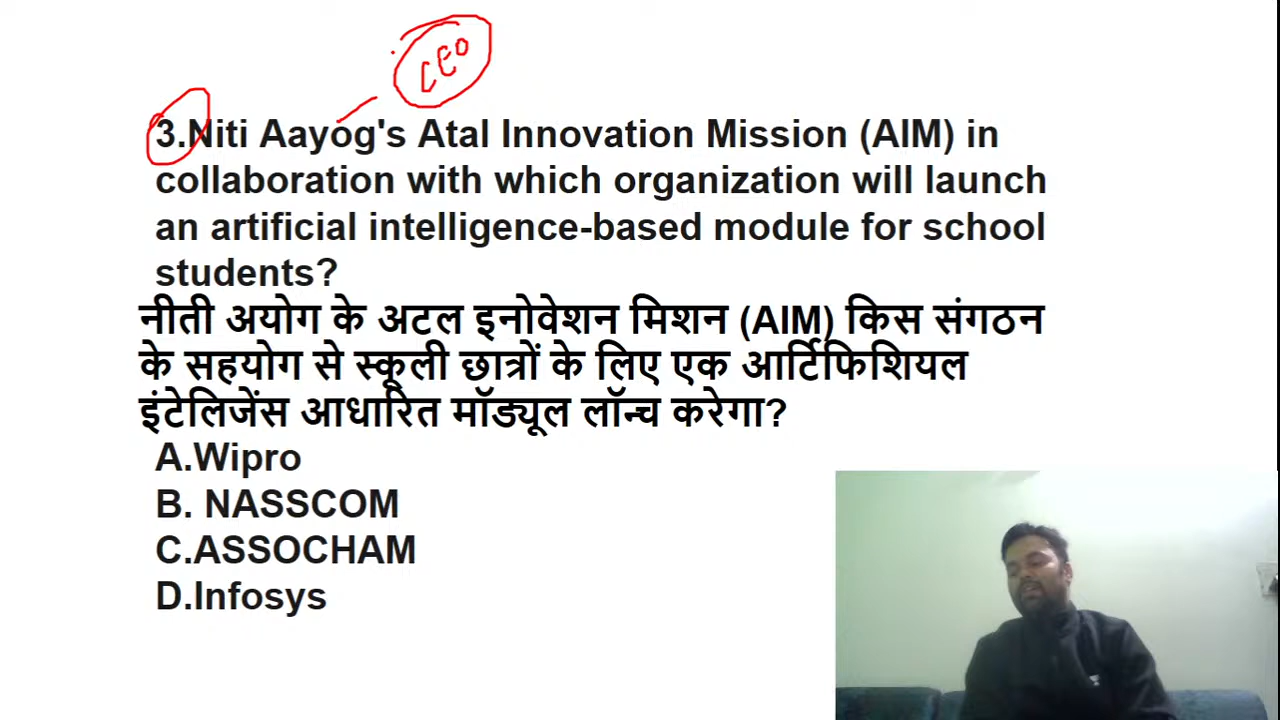 CEO
3.Niti Aayog's Atal Innovation Mission (AIM) in
collaboration with which organization will launch
an artificial intelligence-based module for school
students?
नीती अयोग के अटल इनोवेशन मिशन (AIM) किस संगठन
के सहयोग से स्कूली छात्रों के लिए एक आर्टिफिशियल
इंटेलिजेंस आधारित मॉड्यूल लॉन्च करेगा?
A.Wipro
B. NASSCOM
C.ASSOCHAM
D.Infosys